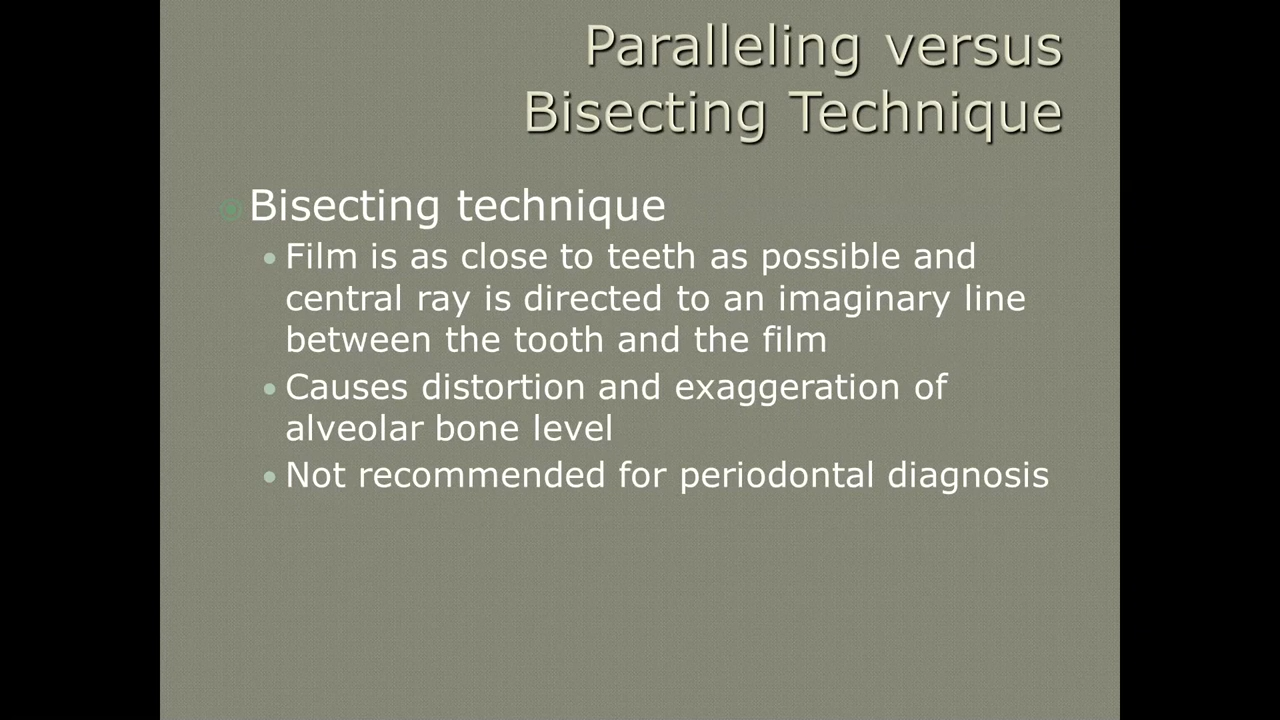 Paralleling versus
Bisecting Technique
Bisecting technique
Film is as close to teeth as possible and
central ray is directed to an imaginary line
between the tooth and the film
Causes distortion and exaggeration of
alveolar bone level
Not recommended for periodontal diagnosis